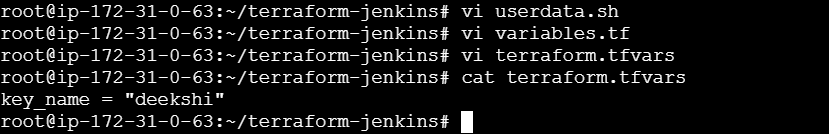 root@ip-172-31-0-63:~/terraform-jenkins# vi userdata.sh
root@ip-172-31-0-63:~/terraform-jenkins# vi variables.tf
root@ip-172-31-0-63:~/terraform-jenkins# vi terraform.tfvars
root@ip-172-31-0-63:~/terraform-jenkins# cat terraform.tfvars
key_name = "deekshi"
root@ip-172-31-0-63:~/terraform-jenkins#